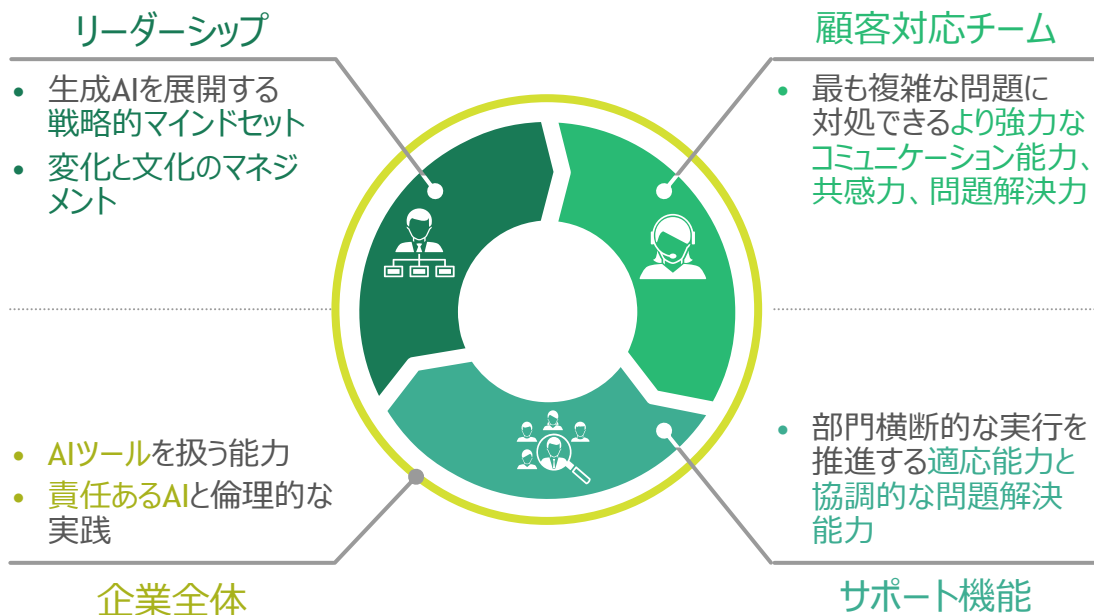 リーダーシップ
• 生成AIを展開する
戦略的マインドセット
• 変化と文化のマネジ
メント
顧客対応チーム
• 最も複雑な問題に
対処できるより強力な
コミュニケーション能力、
共感力、問題解決力
• AIツールを扱う能力
• 責任あるAIと倫理的な
実践
企業全体
• 部門横断的な実行を
推進する適応能力と
協調的な問題解決
能力
サポート機能